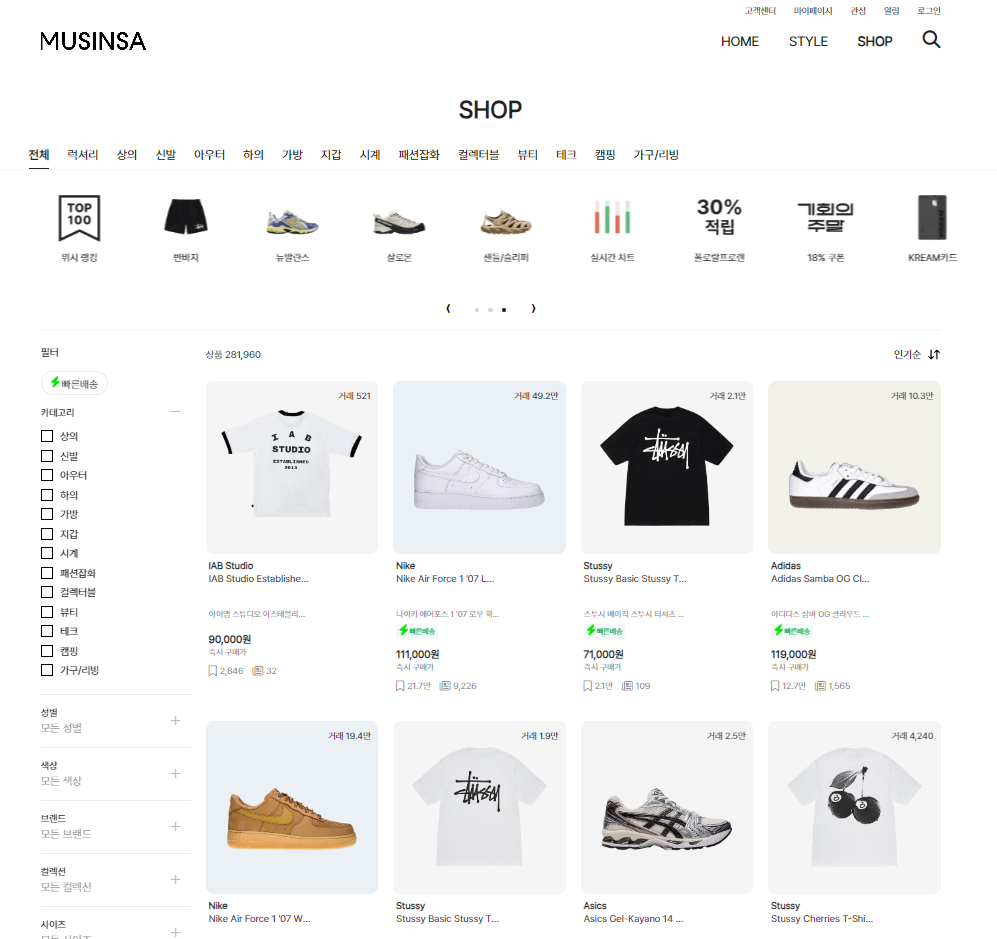 고객센터 마이페이지 관심 알림 로그인
MUSINSA
HOME STYLE SHOP
SHOP
전체 럭셔리 상의 신발 아우터 하의 가방 지갑 시계 패션잡화 컬렉터블 뷰티 테크 캠핑 가구/리빙
TOP 100
30% 적립
기회의 주말
KREAM
위시 랭킹 반바지 뉴발란스 살로몬 샌들/슬리퍼 실시간 차트 폴로랄프로렌 18% 쿠폰 KREAM카드
필터
상품 281,960
인기순
빠른배송
카테고리
상의
신발
아우터
하의
가방
지갑
시계
패션잡화
컬렉터블
뷰티
테크
캠핑
가구/리빙
성별
모든 성별
색상
모든 색상
브랜드
모든 브랜드
컬렉션
모든 컬렉션
사이즈
모든 사이즈
거래 521
IAB
STUDIO
ESTABLISHED
2013
IAB Studio
IAB Studio Establishe...
아이앱 스튜디오 이스테블리...
90,000원
즉시 구매가
2,846 32
거래 49.2만
Nike
Nike Air Force 1 '07 L...
나이키 에어포스 1 '07 로우 화...
빠른배송
111,000원
즉시 구매가
21.7만 9,226
거래 2.1만
Stüssy
Stussy
Stussy Basic Stussy T...
스투시 베이직 스투시 티셔츠 ...
빠른배송
71,000원
즉시 구매가
2.1만 109
거래 10.3만
Adidas
Adidas Samba OG Cl...
아디다스 삼바 OG 클라우드 ...
빠른배송
119,000원
즉시 구매가
12.7만 1,565
거래 19.4만
Nike
Nike Air Force 1 '07 W...
거래 1.9만
Stüssy
Stussy
Stussy Basic Stussy T...
거래 2.5만
Asics
Asics Gel-Kayano 14 ...
거래 4,240
8 8
Stussy
Stussy Cherries T-Shi...